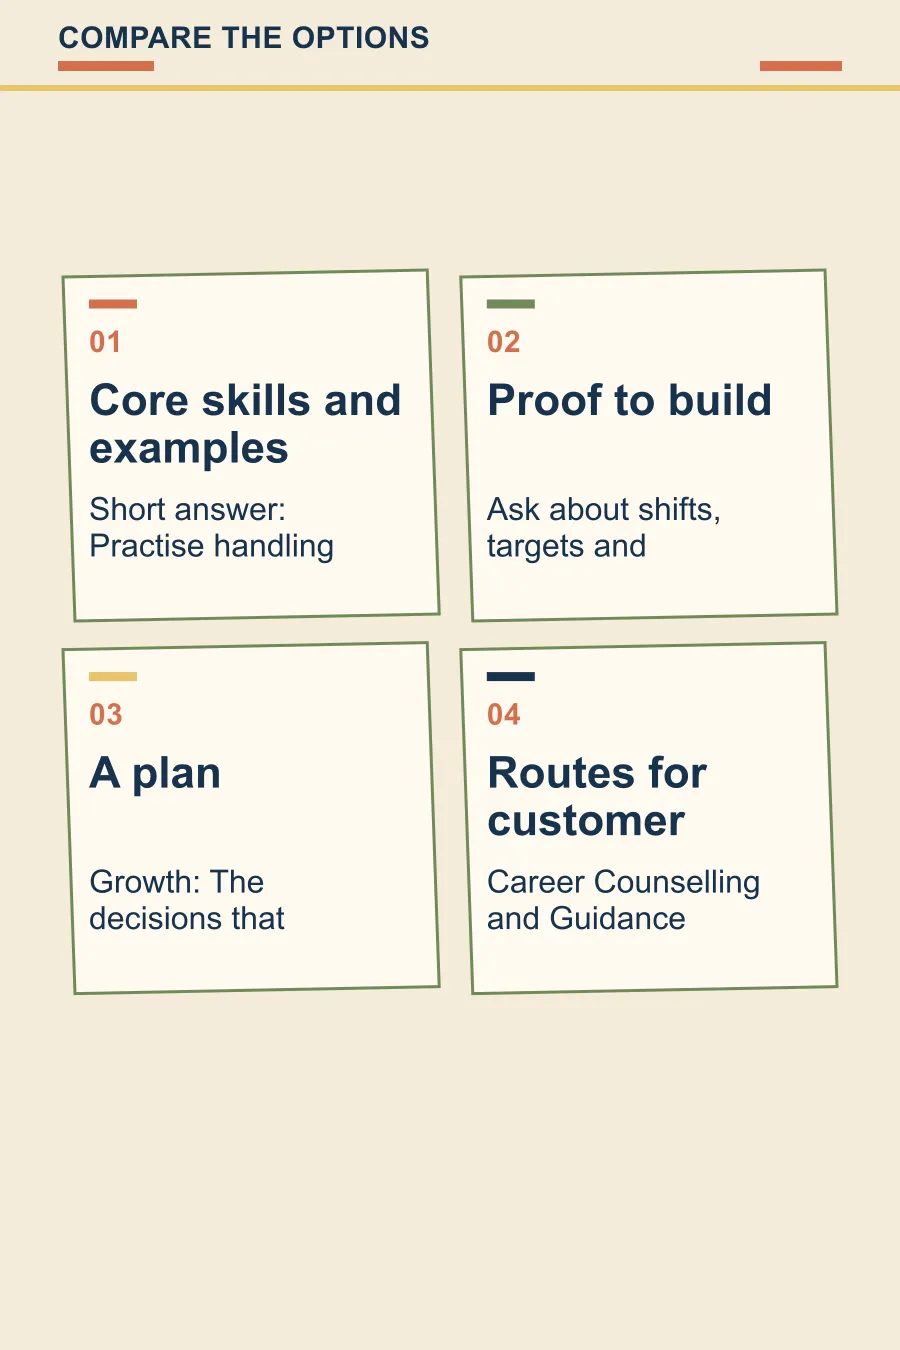 COMPARE THE OPTIONS
01
Core skills and
examples
Short answer:
Practise handling
02
Proof to build
Ask about shifts,
targets and
03
A plan
Growth: The
decisions that
04
Routes for
customer
Career Counselling
and Guidance